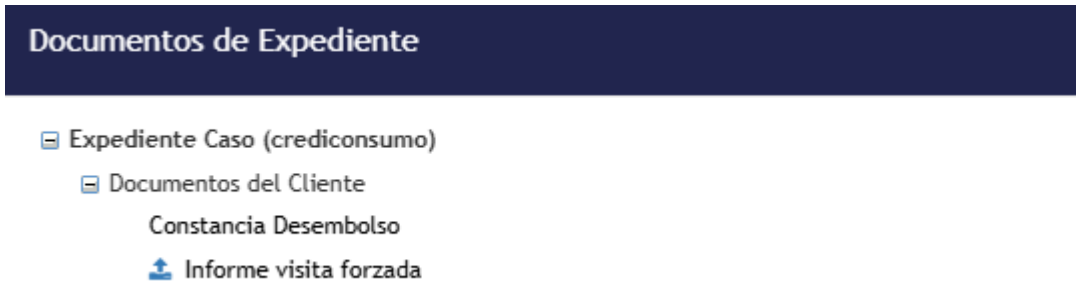 Documentos de Expediente
Expediente Caso (crediconsumo)
Documentos del Cliente
Constancia Desembolso
Informe visita forzada